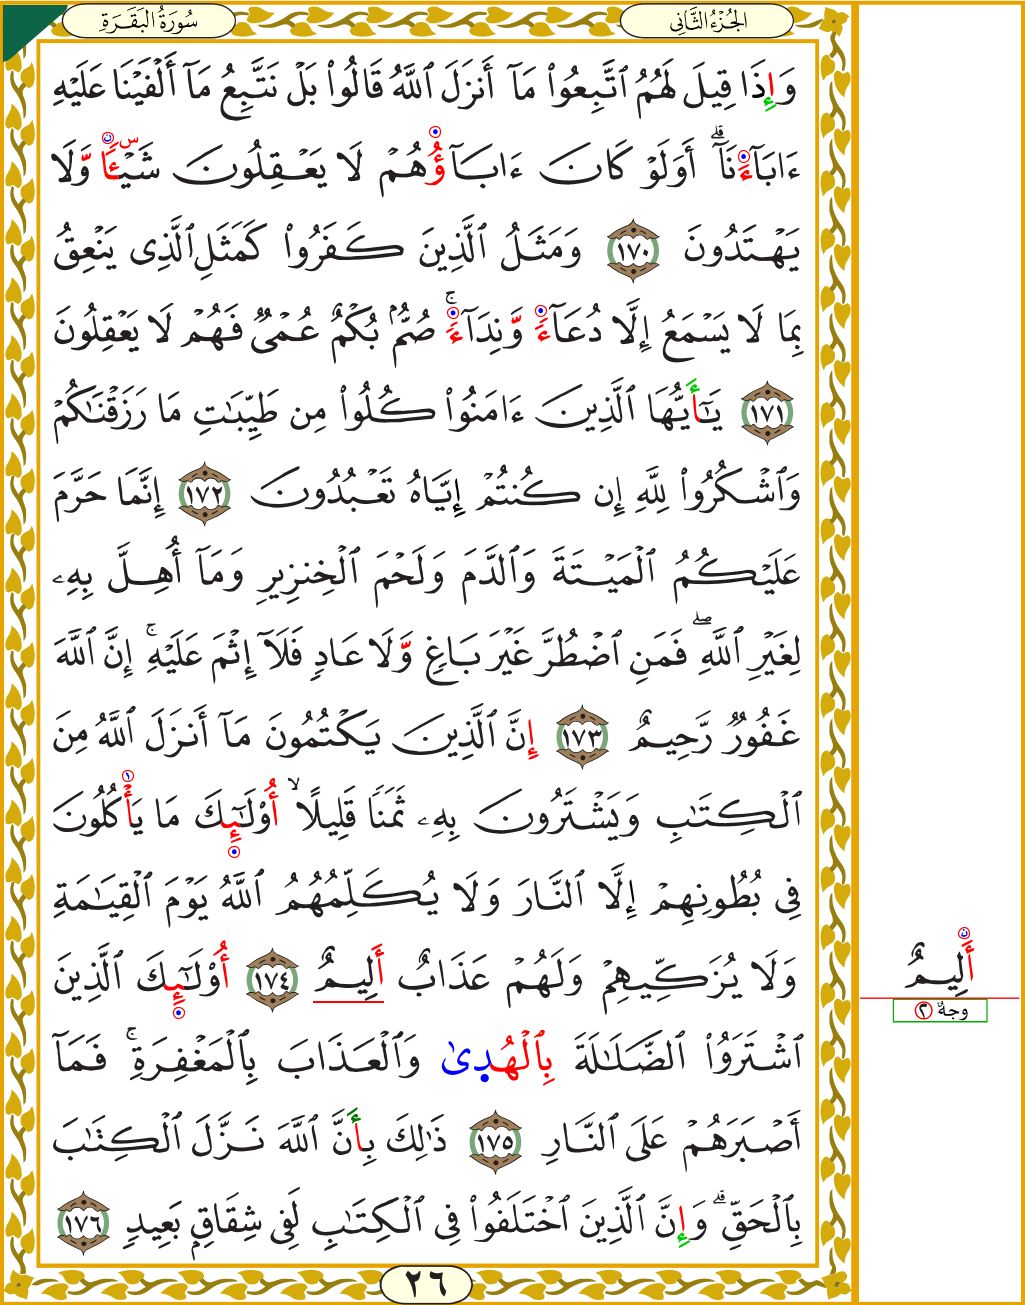 الجُزْءُ الثَّانِي
سُورَةُ البَقَرَةِ
وَإِذَا قِيلَ لَهُمُ ٱتَّبِعُوا۟ مَآ أَنزَلَ ٱللَّهُ قَالُوا۟ بَلْ نَتَّبِعُ مَآ أَلْفَيْنَا عَلَيْهِ
ءَابَآءَنَآ ۗ أَوَلَوْ كَانَ ءَابَآؤُهُمْ لَا يَعْقِلُونَ شَيْـًٔا وَّلَا
يَهْتَدُونَ ١٧٠ وَمَثَلُ ٱلَّذِينَ كَفَرُوا۟ كَمَثَلِ ٱلَّذِى يَنْعِقُ
بِمَا لَا يَسْمَعُ إِلَّا دُعَآءً وَّنِدَآءً ۚ صُمٌّۢ بُكْمٌ عُمْىٌ فَهُمْ لَا يَعْقِلُونَ
١٧١ يَـٰٓأَيُّهَا ٱلَّذِينَ ءَامَنُوا۟ كُلُوا۟ مِن طَيِّبَـٰتِ مَا رَزَقْنَـٰكُمْ
وَٱشْكُرُوا۟ لِلَّهِ إِن كُنتُمْ إِيَّاهُ تَعْبُدُونَ ١٧٢ إِنَّمَا حَرَّمَ
عَلَيْكُمُ ٱلْمَيْتَةَ وَٱلدَّمَ وَلَحْمَ ٱلْخِنزِيرِ وَمَآ أُهِلَّ بِهِۦ
لِغَيْرِ ٱللَّهِ ۖ فَمَنِ ٱضْطُرَّ غَيْرَ بَاغٍ وَّلَا عَادٍ فَلَآ إِثْمَ عَلَيْهِ ۚ إِنَّ ٱللَّهَ
غَفُورٌ رَّحِيمٌ ١٧٣ إِنَّ ٱلَّذِينَ يَكْتُمُونَ مَآ أَنزَلَ ٱللَّهُ مِنَ
ٱلْكِتَـٰبِ وَيَشْتَرُونَ بِهِۦ ثَمَنًا قَلِيلًا ۙ أُو۟لَـٰٓئِكَ مَا يَأْكُلُونَ
فِى بُطُونِهِمْ إِلَّا ٱلنَّارَ وَلَا يُكَلِّمُهُمُ ٱللَّهُ يَوْمَ ٱلْقِيَـٰمَةِ
وَلَا يُزَكِّيهِمْ وَلَهُمْ عَذَابٌ أَلِيمٌ ١٧٤ أُو۟لَـٰٓئِكَ ٱلَّذِينَ
ٱشْتَرَوُا۟ ٱلضَّلَـٰلَةَ بِٱلْهُدِىٰ وَٱلْعَذَابَ بِٱلْمَغْفِرَةِ ۚ فَمَآ
أَصْبَرَهُمْ عَلَى ٱلنَّارِ ١٧٥ ذَٰلِكَ بِأَنَّ ٱللَّهَ نَزَّلَ ٱلْكِتَـٰبَ
بِٱلْحَقِّ ۗ وَإِنَّ ٱلَّذِينَ ٱخْتَلَفُوا۟ فِى ٱلْكِتَـٰبِ لَفِى شِقَاقٍۭ بَعِيدٍ ١٧٦
أَلِيمٌ
وجهٌ ٢
٢٦